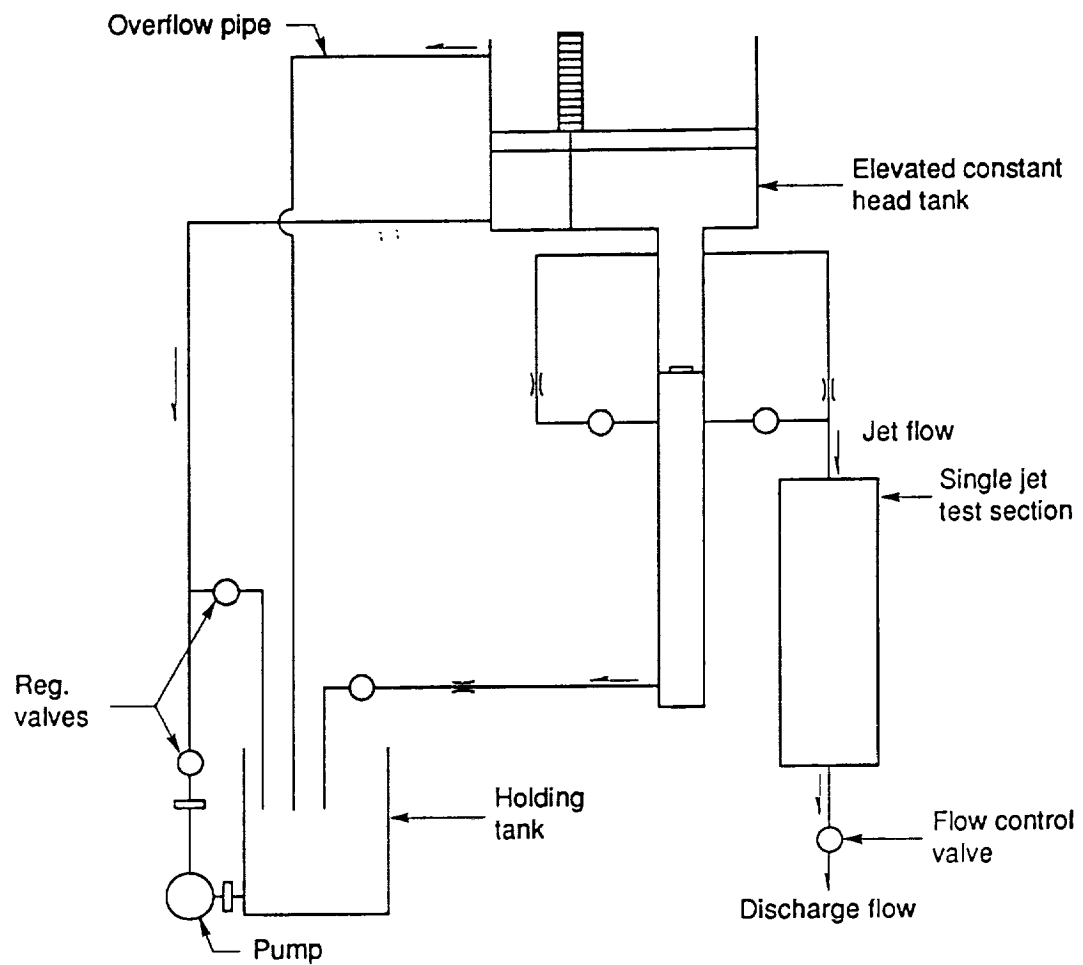 Overflow pipe
Elevated constant
head tank
Jet flow
Single jet
test section
Reg.
valves
Holding
tank
Flow control
valve
Discharge flow
Pump